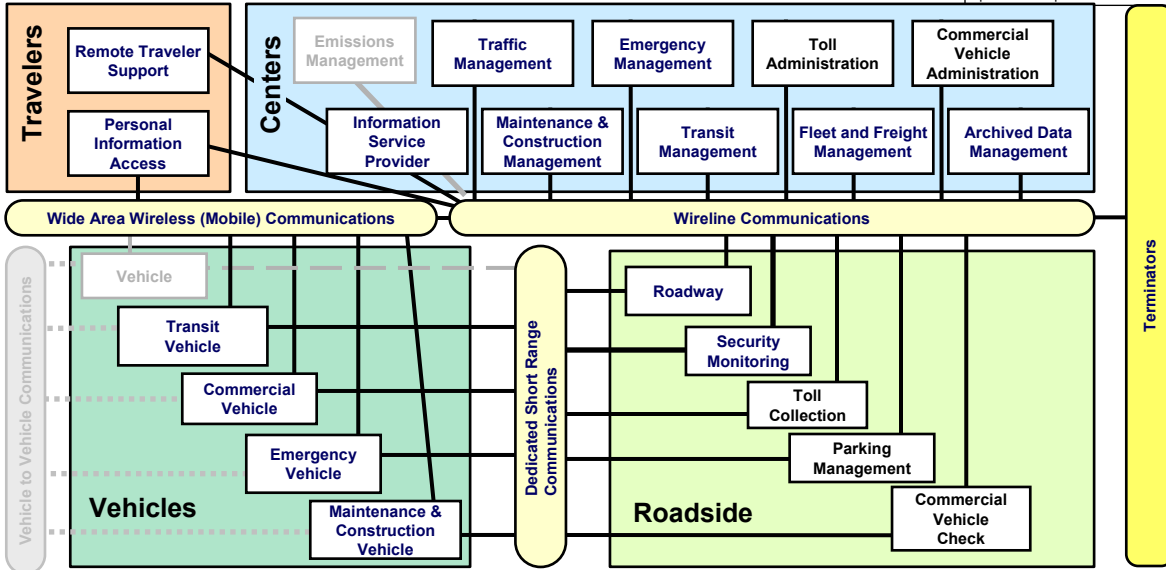 Travelers
Remote Traveler
Support
Personal
Information
Access
Centers
Emissions
Management
Traffic
Management
Emergency
Management
Toll
Administration
Commercial
Vehicle
Administration
Information
Service
Provider
Maintenance &
Construction
Management
Transit
Management
Fleet and Freight
Management
Archived Data
Management
Wide Area Wireless (Mobile) Communications
Wireline Communications
Terminators
Vehicle to Vehicle Communications
Vehicle
Transit
Vehicle
Commercial
Vehicle
Emergency
Vehicle
Maintenance &
Construction
Vehicle
Vehicles
Dedicated Short Range
Communications
Roadway
Security
Monitoring
Toll
Collection
Parking
Management
Commercial
Vehicle
Check
Roadside